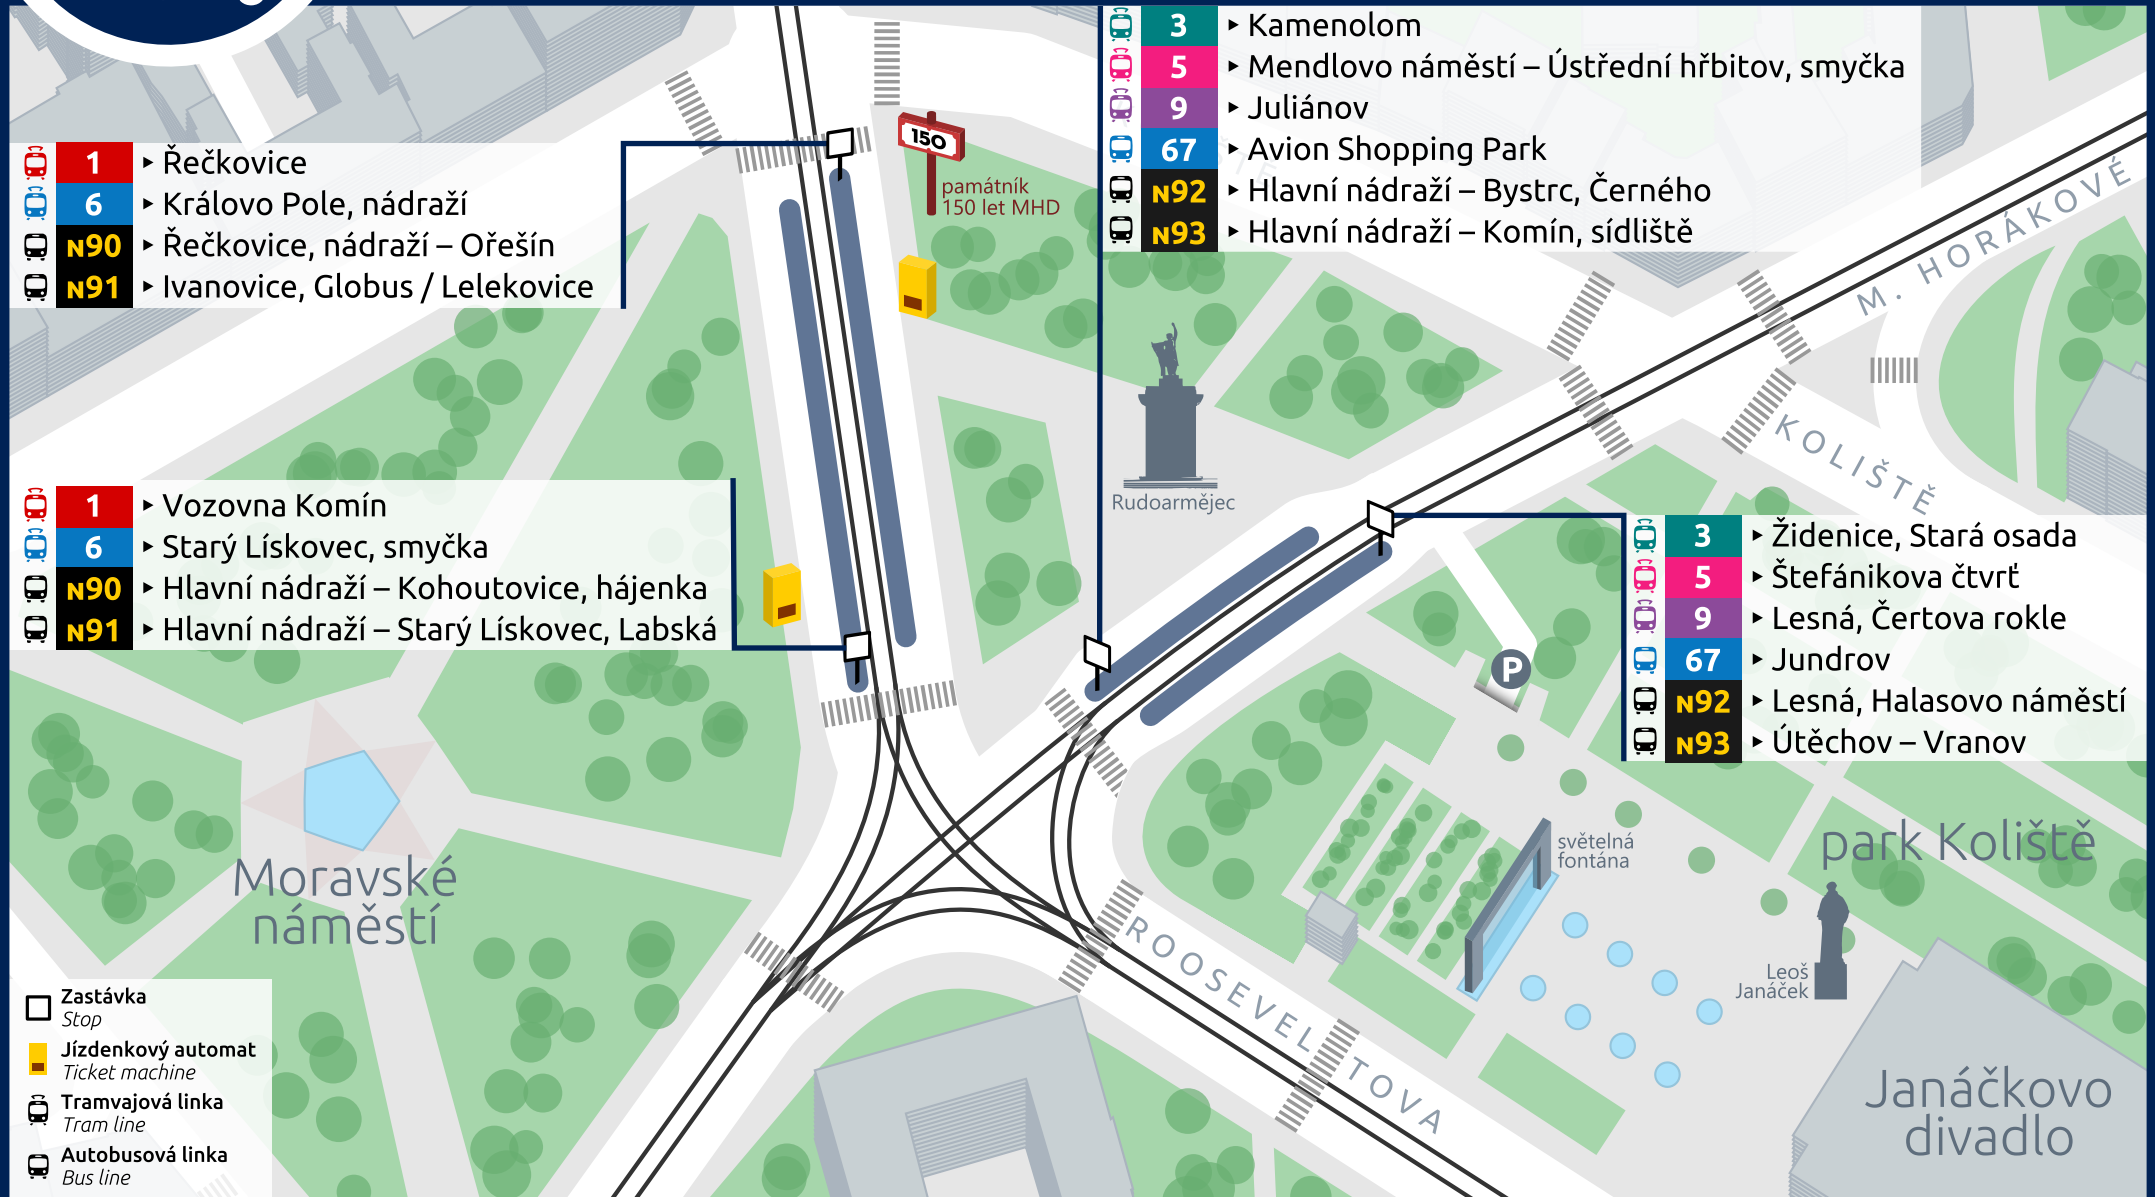 3 ▸ Kamenolom
5 ▸ Mendlovo náměstí – Ústřední hřbitov, smyčka
9 ▸ Juliánov
67 ▸ Avion Shopping Park
N92 ▸ Hlavní nádraží – Bystrc, Černého
N93 ▸ Hlavní nádraží – Komín, sídliště
150
památník
150 let MHD
1 ▸ Řečkovice
6 ▸ Královo Pole, nádraží
N90 ▸ Řečkovice, nádraží – Ořešín
N91 ▸ Ivanovice, Globus / Lelekovice
M. HORÁKOVÉ
KOLIŠTĚ
Rudoarmějec
1 ▸ Vozovna Komín
6 ▸ Starý Lískovec, smyčka
N90 ▸ Hlavní nádraží – Kohoutovice, hájenka
N91 ▸ Hlavní nádraží – Starý Lískovec, Labská
3 ▸ Židenice, Stará osada
5 ▸ Štefánikova čtvrť
9 ▸ Lesná, Čertova rokle
67 ▸ Jundrov
N92 ▸ Lesná, Halasovo náměstí
N93 ▸ Útěchov – Vranov
P
světelná
fontána
park Koliště
Moravské
náměstí
ROOSEVELTOVA
Leoš
Janáček
Janáčkovo
divadlo
Zastávka
Stop
Jízdenkový automat
Ticket machine
Tramvajová linka
Tram line
Autobusová linka
Bus line